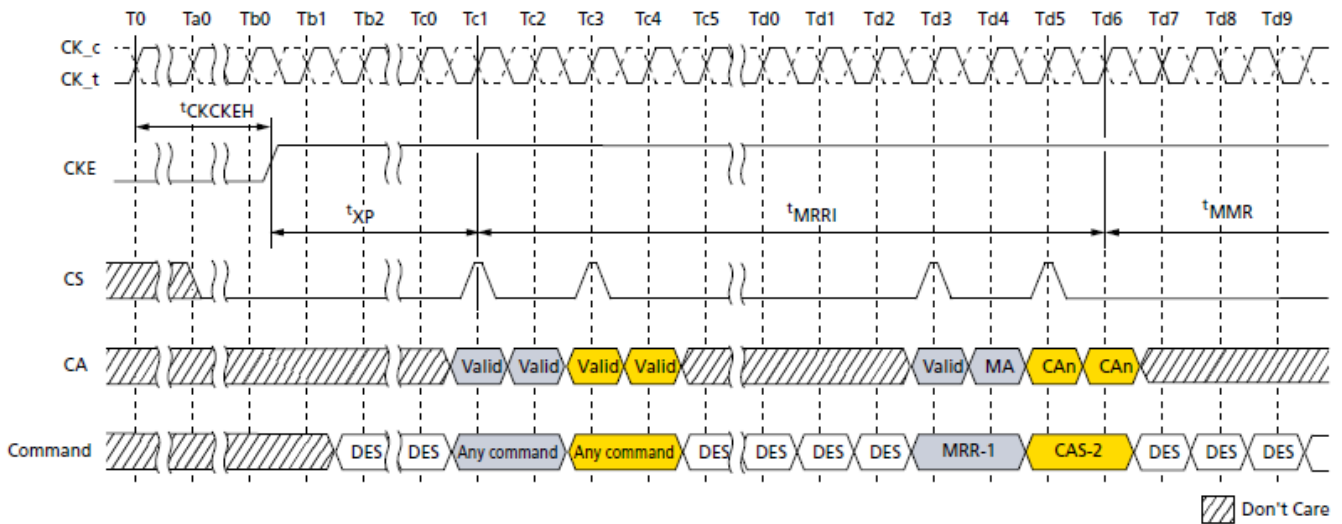 T0 Ta0 Tb0 Tb1 Tb2 Tc0 Tc1 Tc2 Tc3 Tc4 Tc5 Td0 Td1 Td2 Td3 Td4 Td5 Td6 Td7 Td8 Td9
CK_c
CK_t
tCKCKEH
CKE
tXP tMRRI tMMR
CS
CA Valid Valid Valid Valid Valid MA CAn CAn
Command DES DES Any command Any command DES DES DES DES MRR-1 CAS-2 DES DES DES
Don't Care